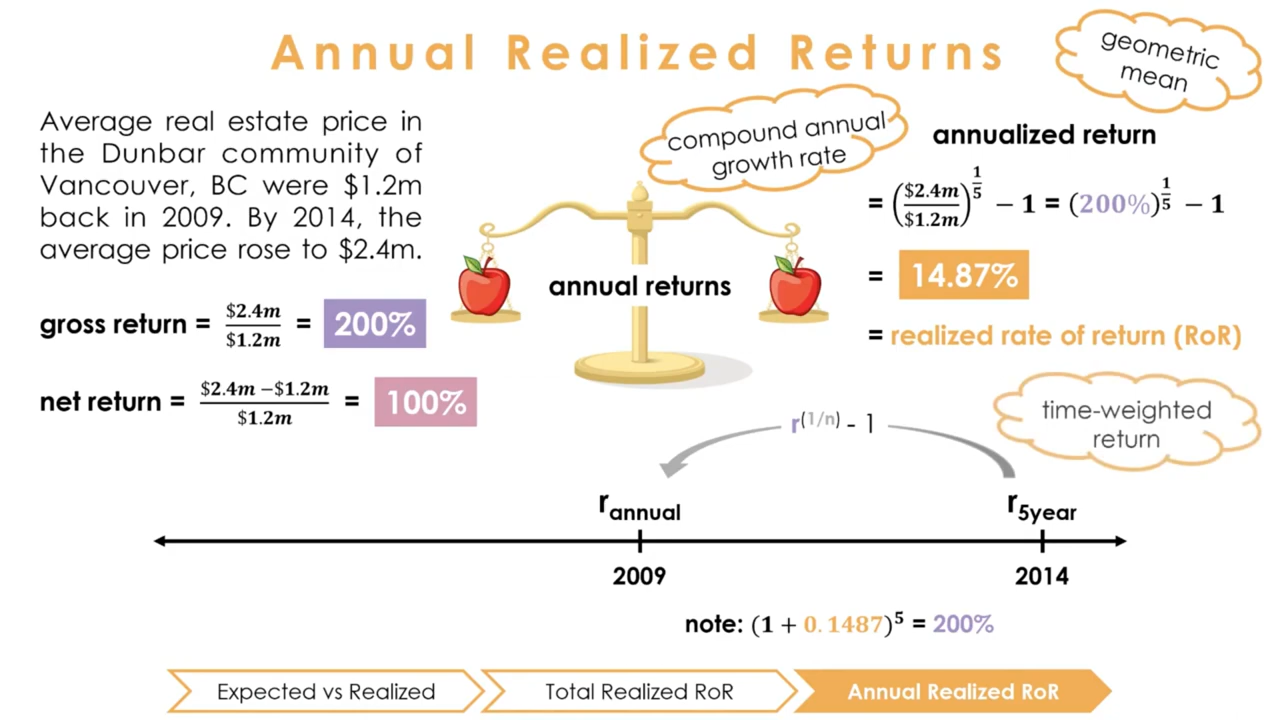 Annual Realized Returns
geometric
mean
Average real estate price in
the Dunbar community of
Vancouver, BC were $1.2m
back in 2009. By 2014, the
average price rose to $2.4m.
gross return = $2.4m / $1.2m = 200%
net return = $2.4m −$1.2m / $1.2m = 100%
compound annual
growth rate
annual returns
annualized return
= ($2.4m / $1.2m)^(1/5) − 1 = (200%)^(1/5) − 1
= 14.87%
= realized rate of return (RoR)
time-weighted
return
r^(1/n) - 1
r_annual
r_5year
2009
2014
note: (1 + 0.1487)^5 = 200%
Expected vs Realized
Total Realized RoR
Annual Realized RoR